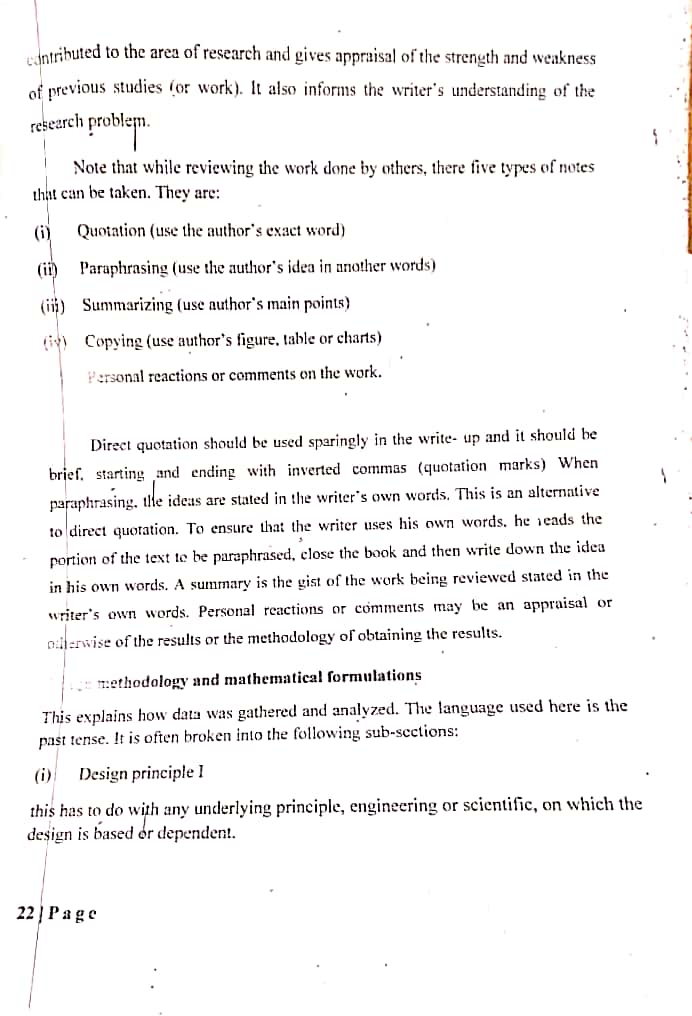 contributed to the area of research and gives appraisal of the strength and weakness
of previous studies (or work). It also informs the writer's understanding of the
research problem.
Note that while reviewing the work done by others, there five types of notes
that can be taken. They are:
(i) Quotation (use the author's exact word)
(ii) Paraphrasing (use the author's idea in another words)
(iii) Summarizing (use author's main points)
(iv) Copying (use author's figure, table or charts)
Personal reactions or comments on the work.
Direct quotation should be used sparingly in the write- up and it should be
brief, starting and ending with inverted commas (quotation marks) When
paraphrasing, the ideas are stated in the writer's own words. This is an alternative
to direct quotation. To ensure that the writer uses his own words, he reads the
portion of the text to be paraphrased, close the book and then write down the idea
in his own words. A summary is the gist of the work being reviewed stated in the
writer's own words. Personal reactions or comments may be an appraisal or
otherwise of the results or the methodology of obtaining the results.
methodology and mathematical formulations
This explains how data was gathered and analyzed. The language used here is the
past tense. It is often broken into the following sub-sections:
(i) Design principle I
this has to do with any underlying principle, engineering or scientific, on which the
design is based or dependent.
22 | Page